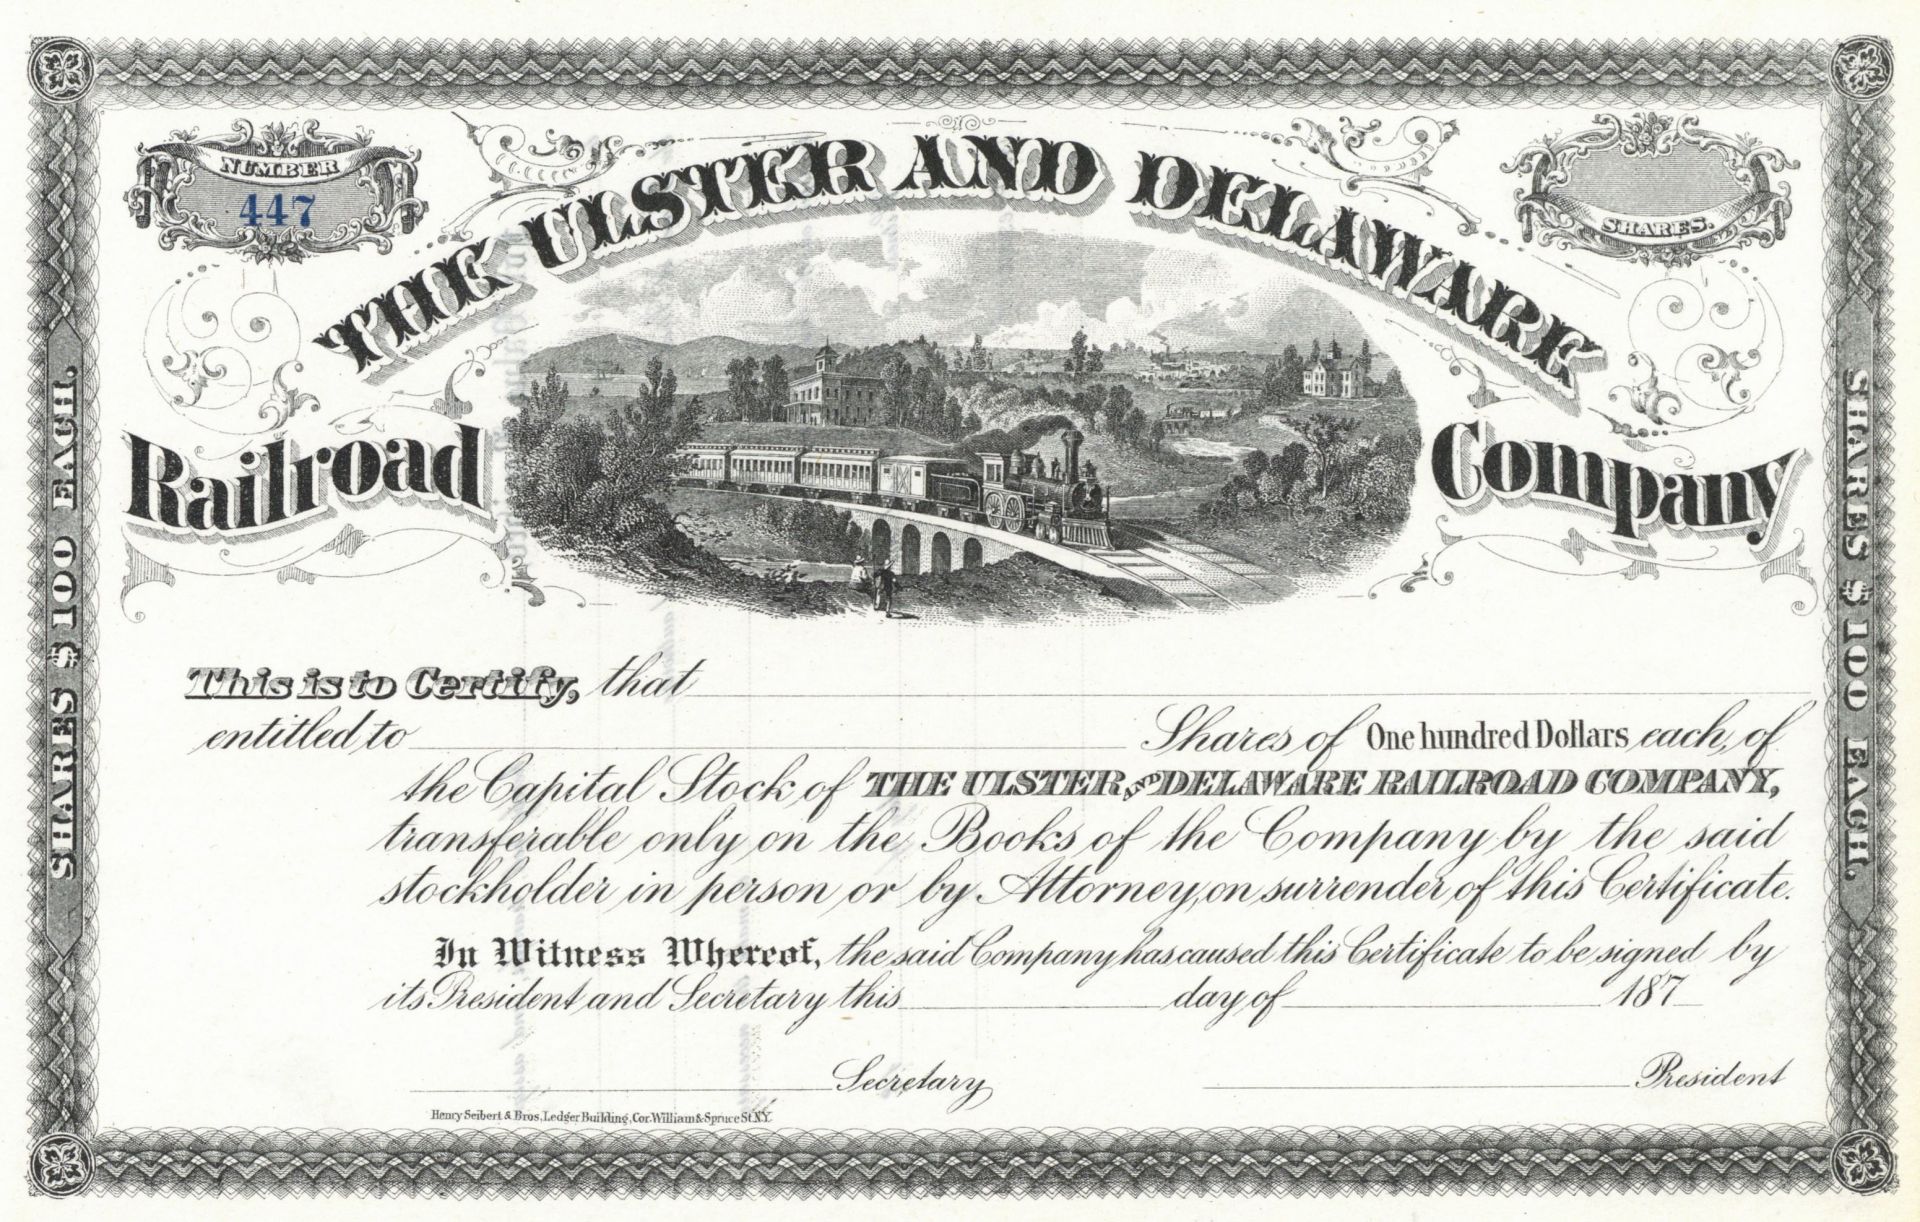 NUMBER
447
SHARES.
THE ULSTER AND DELAWARE
Railroad Company
SHARES $100 EACH.
SHARES $100 EACH.
This is to Certify, that
entitled to Shares of One hundred Dollars each, of
the Capital Stock of THE ULSTER AND DELAWARE RAILROAD COMPANY,
transferable only on the Books of the Company by the said
stockholder in person or by Attorney, on surrender of this Certificate.
In Witness Whereof, the said Company has caused this Certificate to be signed by
its President and Secretary this day of 187
Secretary President
Henry Seibert & Bros, Ledger Building, Cor. William & Spruce St. N.Y.